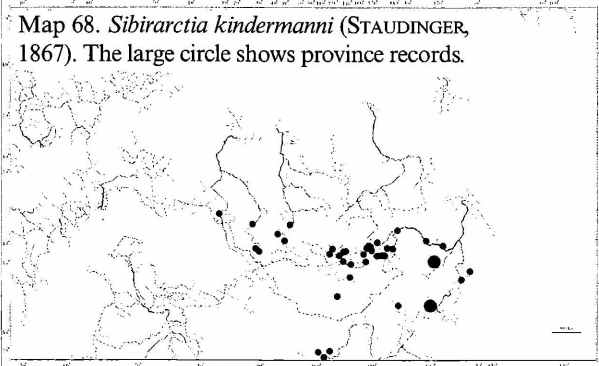 Map 68. Sibirarctia kindermanni (STAUDINGER,
1867). The large circle shows province records.